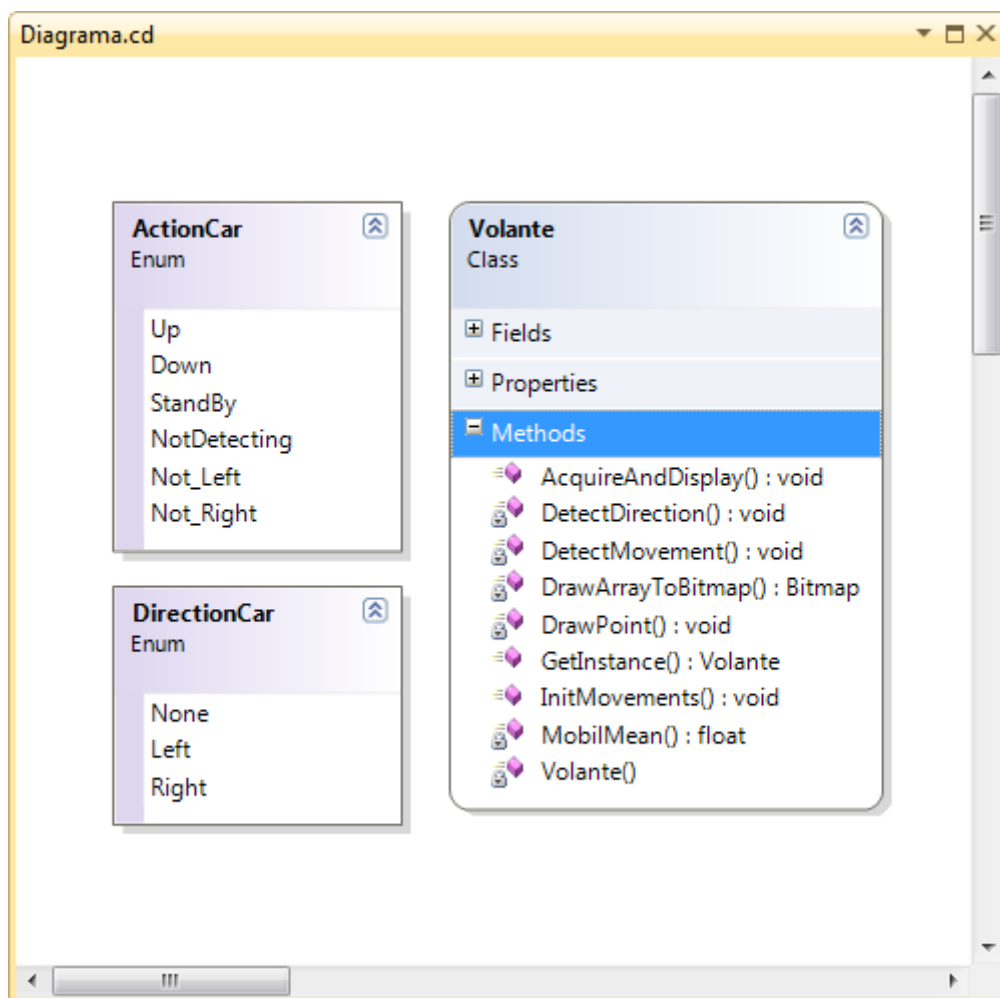 Diagrama.cd
ActionCar
Enum
Up
Down
StandBy
NotDetecting
Not_Left
Not_Right
DirectionCar
Enum
None
Left
Right
Volante
Class
Fields
Properties
Methods
AcquireAndDisplay() : void
DetectDirection() : void
DetectMovement() : void
DrawArrayToBitmap() : Bitmap
DrawPoint() : void
GetInstance() : Volante
InitMovements() : void
MobilMean() : float
Volante()